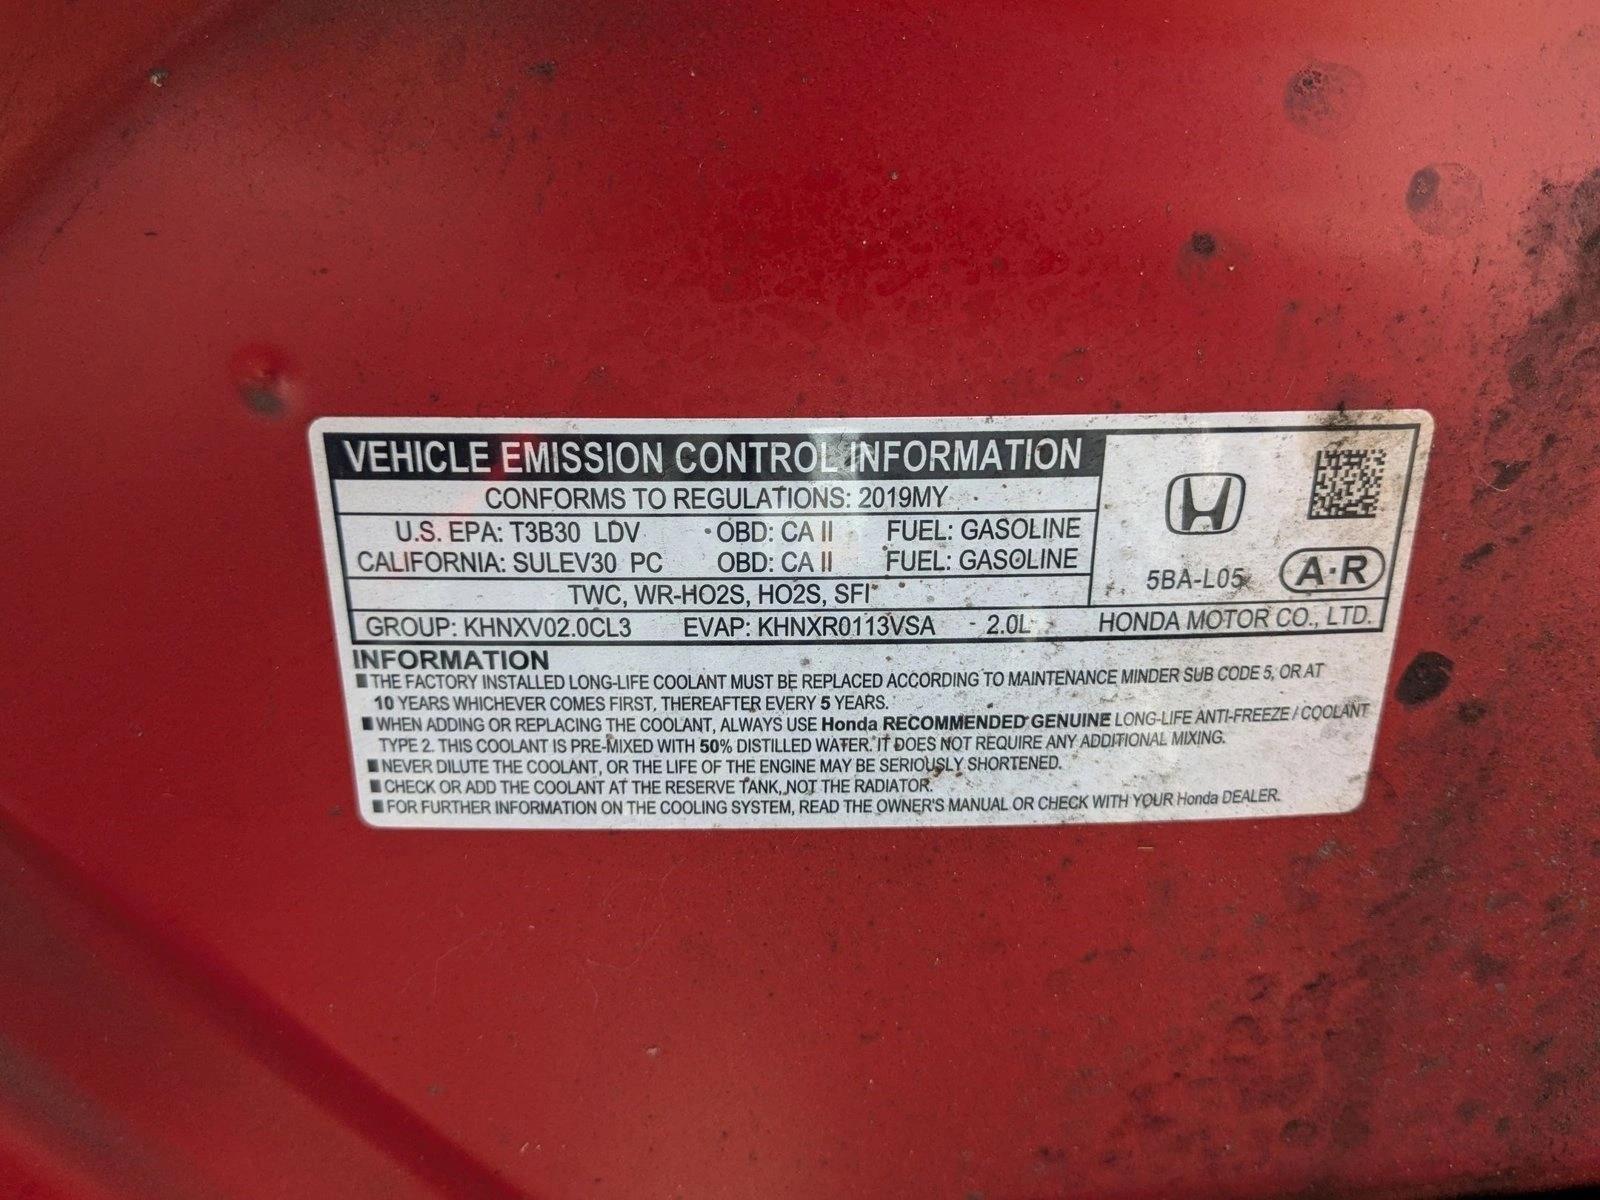 VEHICLE EMISSION CONTROL INFORMATION
CONFORMS TO REGULATIONS: 2019MY
U.S. EPA: T3B30 LDV OBD: CA II FUEL: GASOLINE
CALIFORNIA: SULEV30 PC OBD: CA II FUEL: GASOLINE
TWC, WR-HO2S, HO2S, SFI
5BA-L05 A·R
GROUP: KHNXV02.0CL3 EVAP: KHNXR0113VSA 2.0L HONDA MOTOR CO., LTD.
INFORMATION
■ THE FACTORY INSTALLED LONG-LIFE COOLANT MUST BE REPLACED ACCORDING TO MAINTENANCE MINDER SUB CODE 5, OR AT
10 YEARS WHICHEVER COMES FIRST, THEREAFTER EVERY 5 YEARS.
■ WHEN ADDING OR REPLACING THE COOLANT, ALWAYS USE Honda RECOMMENDED GENUINE LONG-LIFE ANTI-FREEZE / COOLANT
TYPE 2. THIS COOLANT IS PRE-MIXED WITH 50% DISTILLED WATER. IT DOES NOT REQUIRE ANY ADDITIONAL MIXING.
■ NEVER DILUTE THE COOLANT, OR THE LIFE OF THE ENGINE MAY BE SERIOUSLY SHORTENED.
■ CHECK OR ADD THE COOLANT AT THE RESERVE TANK, NOT THE RADIATOR.
■ FOR FURTHER INFORMATION ON THE COOLING SYSTEM, READ THE OWNER'S MANUAL OR CHECK WITH YOUR Honda DEALER.